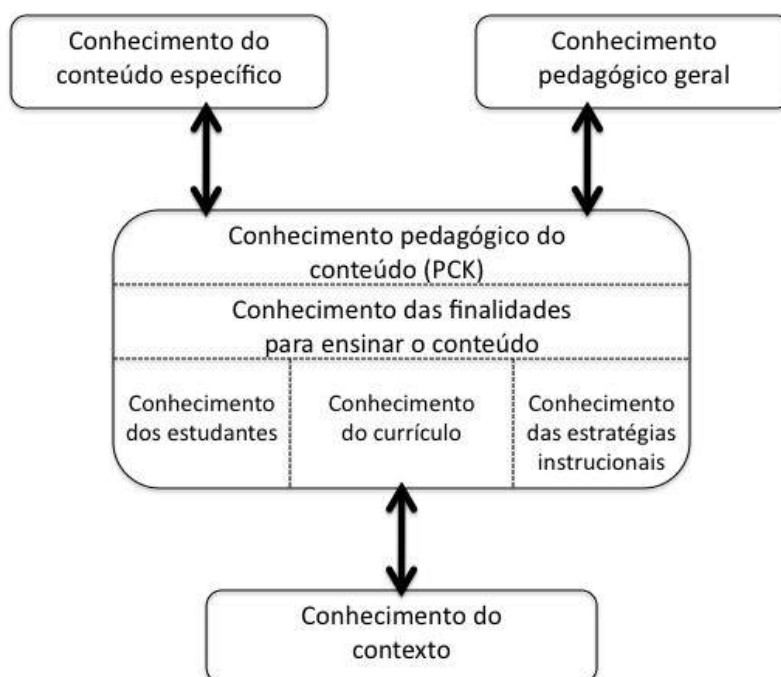 Conhecimento do
conteúdo específico
Conhecimento
pedagógico geral
Conhecimento pedagógico do
conteúdo (PCK)
Conhecimento das finalidades
para ensinar o conteúdo
Conhecimento
dos estudantes
Conhecimento
do currículo
Conhecimento
das estratégias
instrucionais
Conhecimento do
contexto